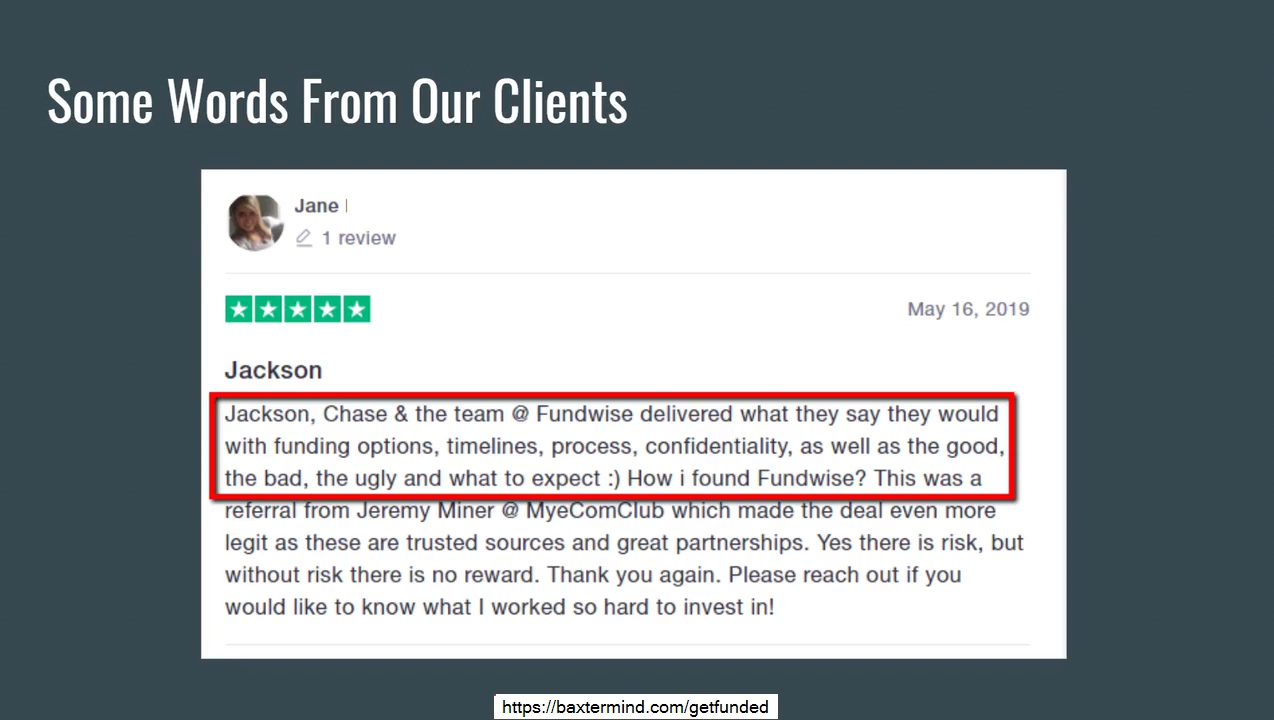 Some Words From Our Clients
Jane
1 review
May 16, 2019
Jackson
Jackson, Chase & the team @ Fundwise delivered what they say they would
with funding options, timelines, process, confidentiality, as well as the good,
the bad, the ugly and what to expect :) How i found Fundwise? This was a
referral from Jeremy Miner @ MyeComClub which made the deal even more
legit as these are trusted sources and great partnerships. Yes there is risk, but
without risk there is no reward. Thank you again. Please reach out if you
would like to know what I worked so hard to invest in!
https://baxtermind.com/getfunded